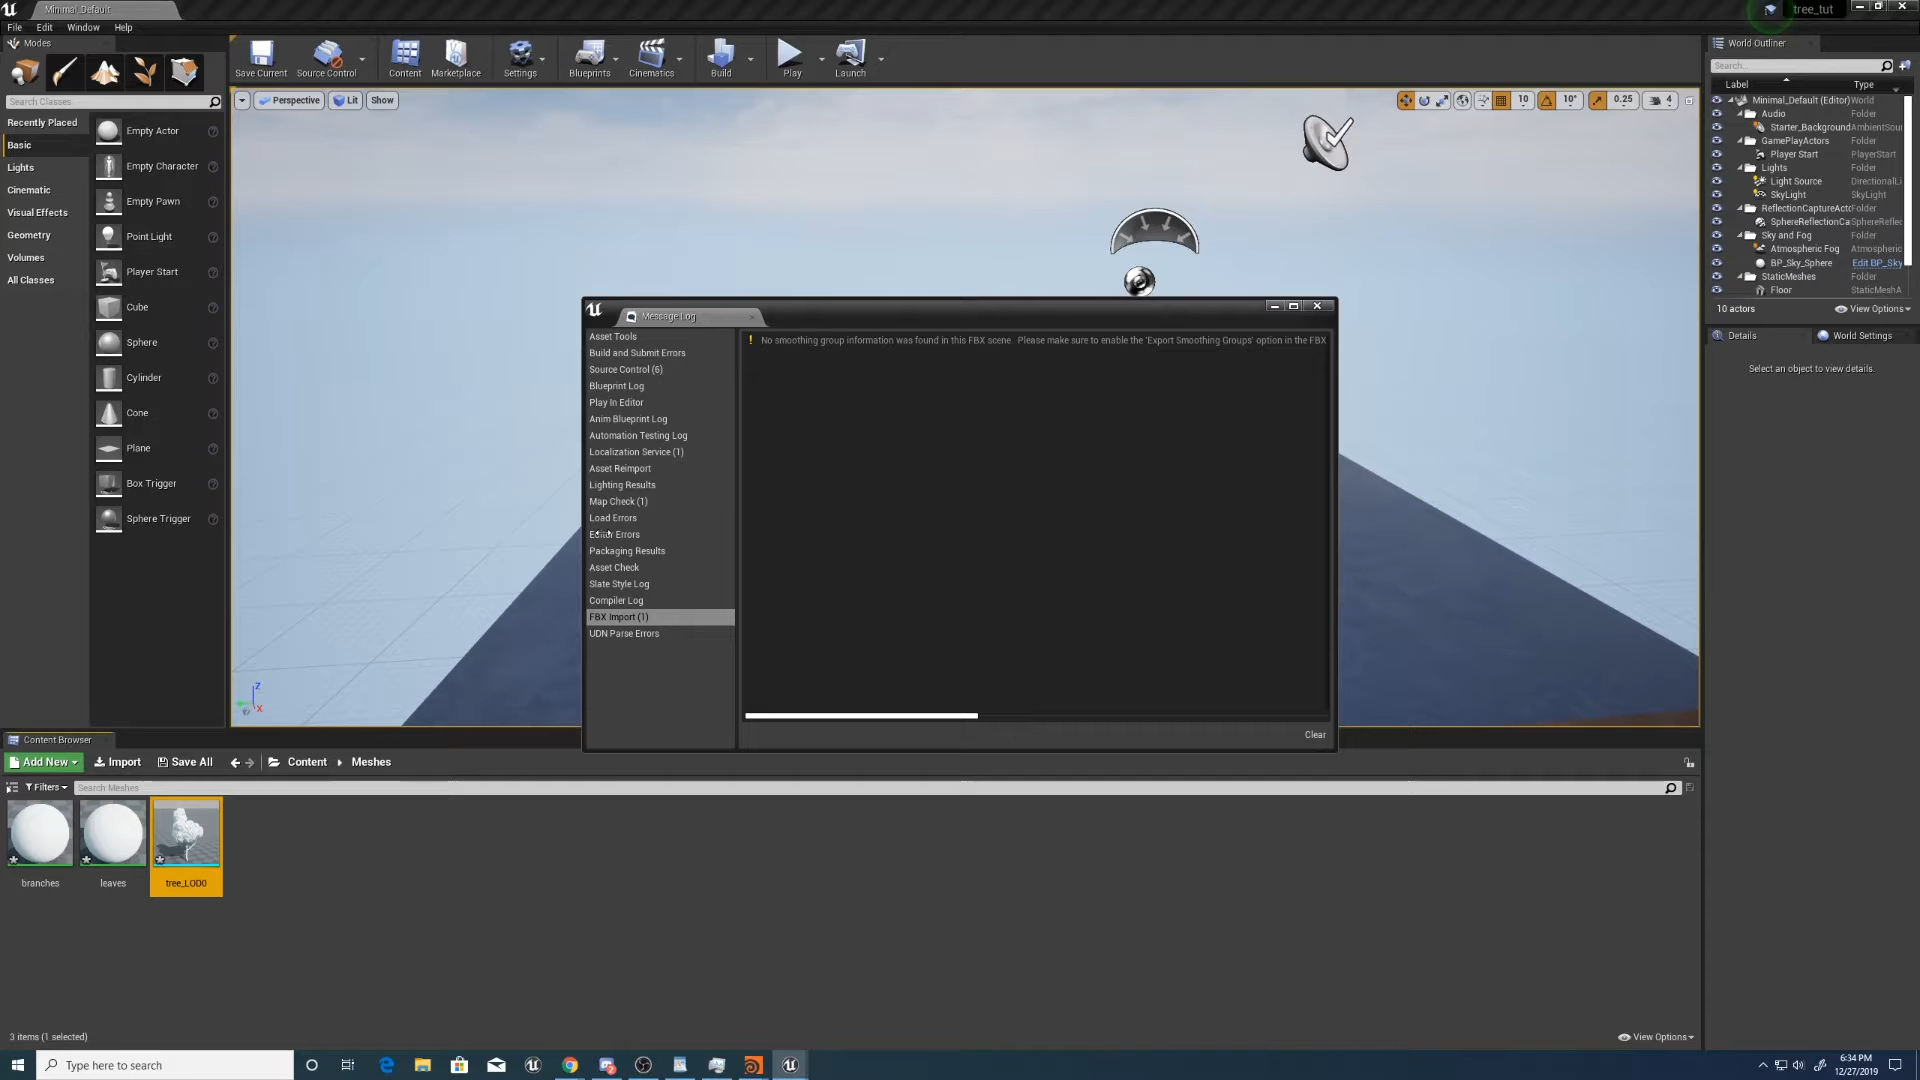 Minimal_Default
tree_tut
File Edit Window Help
Modes
Search Classes
Recently Placed
Basic
Lights
Cinematic
Visual Effects
Geometry
Volumes
All Classes
Empty Actor
Empty Character
Empty Pawn
Point Light
Player Start
Cube
Sphere
Cylinder
Cone
Plane
Box Trigger
Sphere Trigger
Save Current Source Control Content Marketplace Settings Blueprints Cinematics Build Play Launch
Perspective Lit Show
10 10° 0.25 4
World Outliner
Search...
Label Type
Minimal_Default (Editor) World
Audio Folder
Starter_Background AmbientSou
GamePlayActors Folder
Player Start PlayerStart
Lights Folder
Light Source DirectionalLi
SkyLight SkyLight
ReflectionCaptureActo Folder
SphereReflectionCa SphereReflec
Sky and Fog Folder
Atmospheric Fog Atmospheric
BP_Sky_Sphere Edit BP_Sky
StaticMeshes Folder
Floor StaticMeshA
10 actors View Options
Details World Settings
Select an object to view details.
Message Log
Asset Tools
Build and Submit Errors
Source Control (6)
Blueprint Log
Play In Editor
Anim Blueprint Log
Automation Testing Log
Localization Service (1)
Asset Reimport
Lighting Results
Map Check (1)
Load Errors
Editor Errors
Packaging Results
Asset Check
Slate Style Log
Compiler Log
FBX Import (1)
UDN Parse Errors
No smoothing group information was found in this FBX scene. Please make sure to enable the 'Export Smoothing Groups' option in the FBX
Clear
Z
X
Content Browser
Add New Import Save All Content Meshes
Filters Search Meshes
branches leaves tree_LOD0
3 items (1 selected) View Options
Type here to search
6:34 PM
12/27/2019